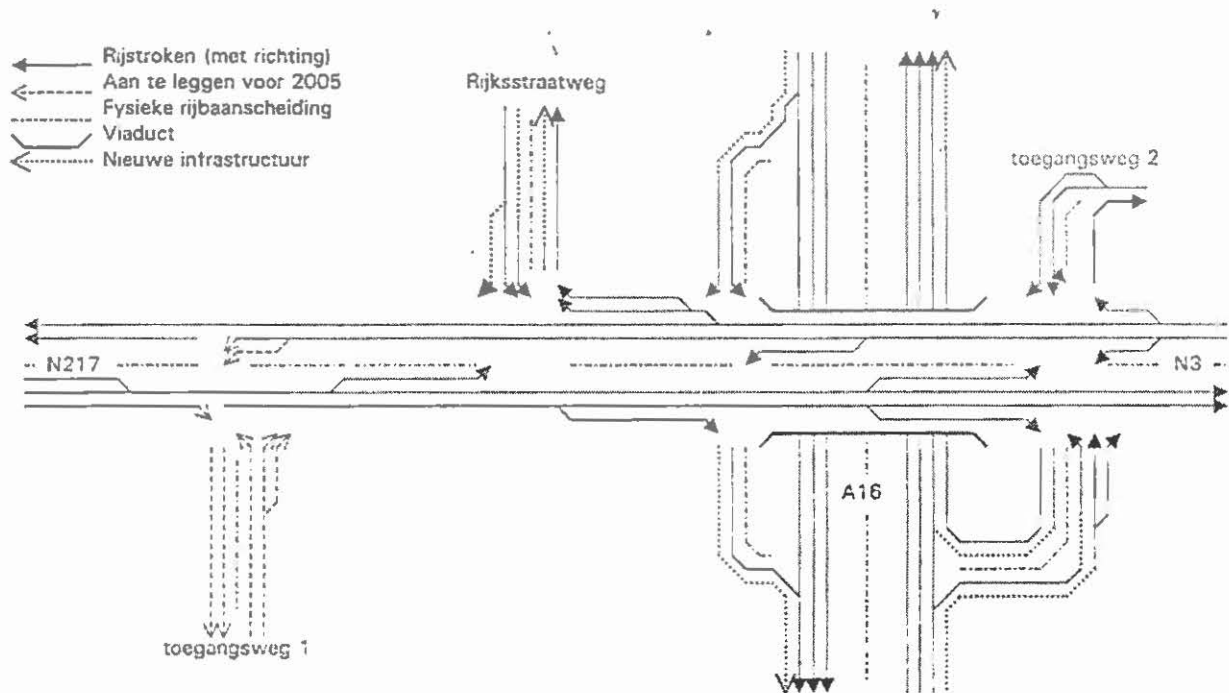 Rijstroken (met richting)
Aan te leggen voor 2005
Fysieke rijbaanscheiding
Viaduct
Nieuwe infrastructuur
Rijksstraatweg
toegangsweg 2
N217
N3
A16
toegangsweg 1